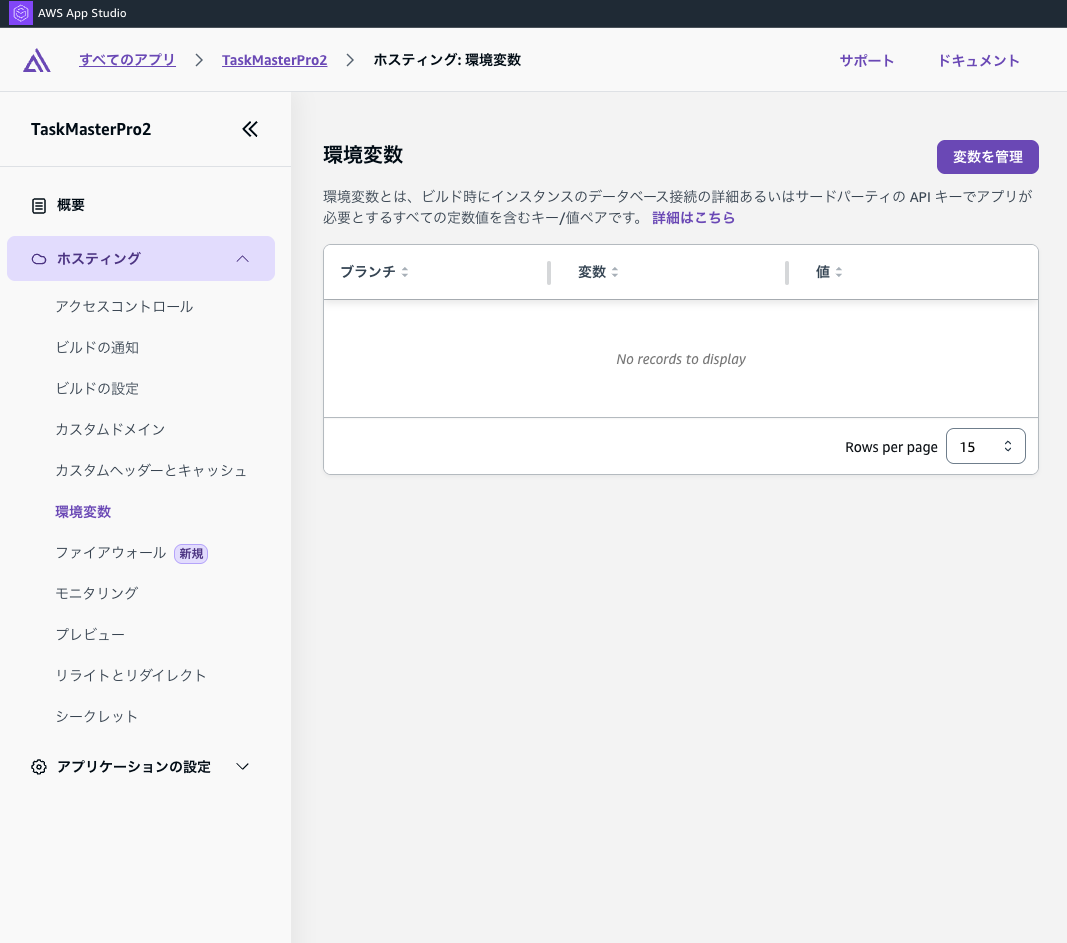 AWS App Studio
すべてのアプリ
TaskMasterPro2
ホスティング: 環境変数
サポート
ドキュメント
TaskMasterPro2
概要
ホスティング
アクセスコントロール
ビルドの通知
ビルドの設定
カスタムドメイン
カスタムヘッダーとキャッシュ
環境変数
ファイアウォール 新規
モニタリング
プレビュー
リライトとリダイレクト
シークレット
アプリケーションの設定
環境変数
変数を管理
環境変数とは、ビルド時にインスタンスのデータベース接続の詳細あるいはサードパーティの API キーでアプリが
必要とするすべての定数値を含むキー/値ペアです。 詳細はこちら
ブランチ 変数 値
No records to display
Rows per page 15